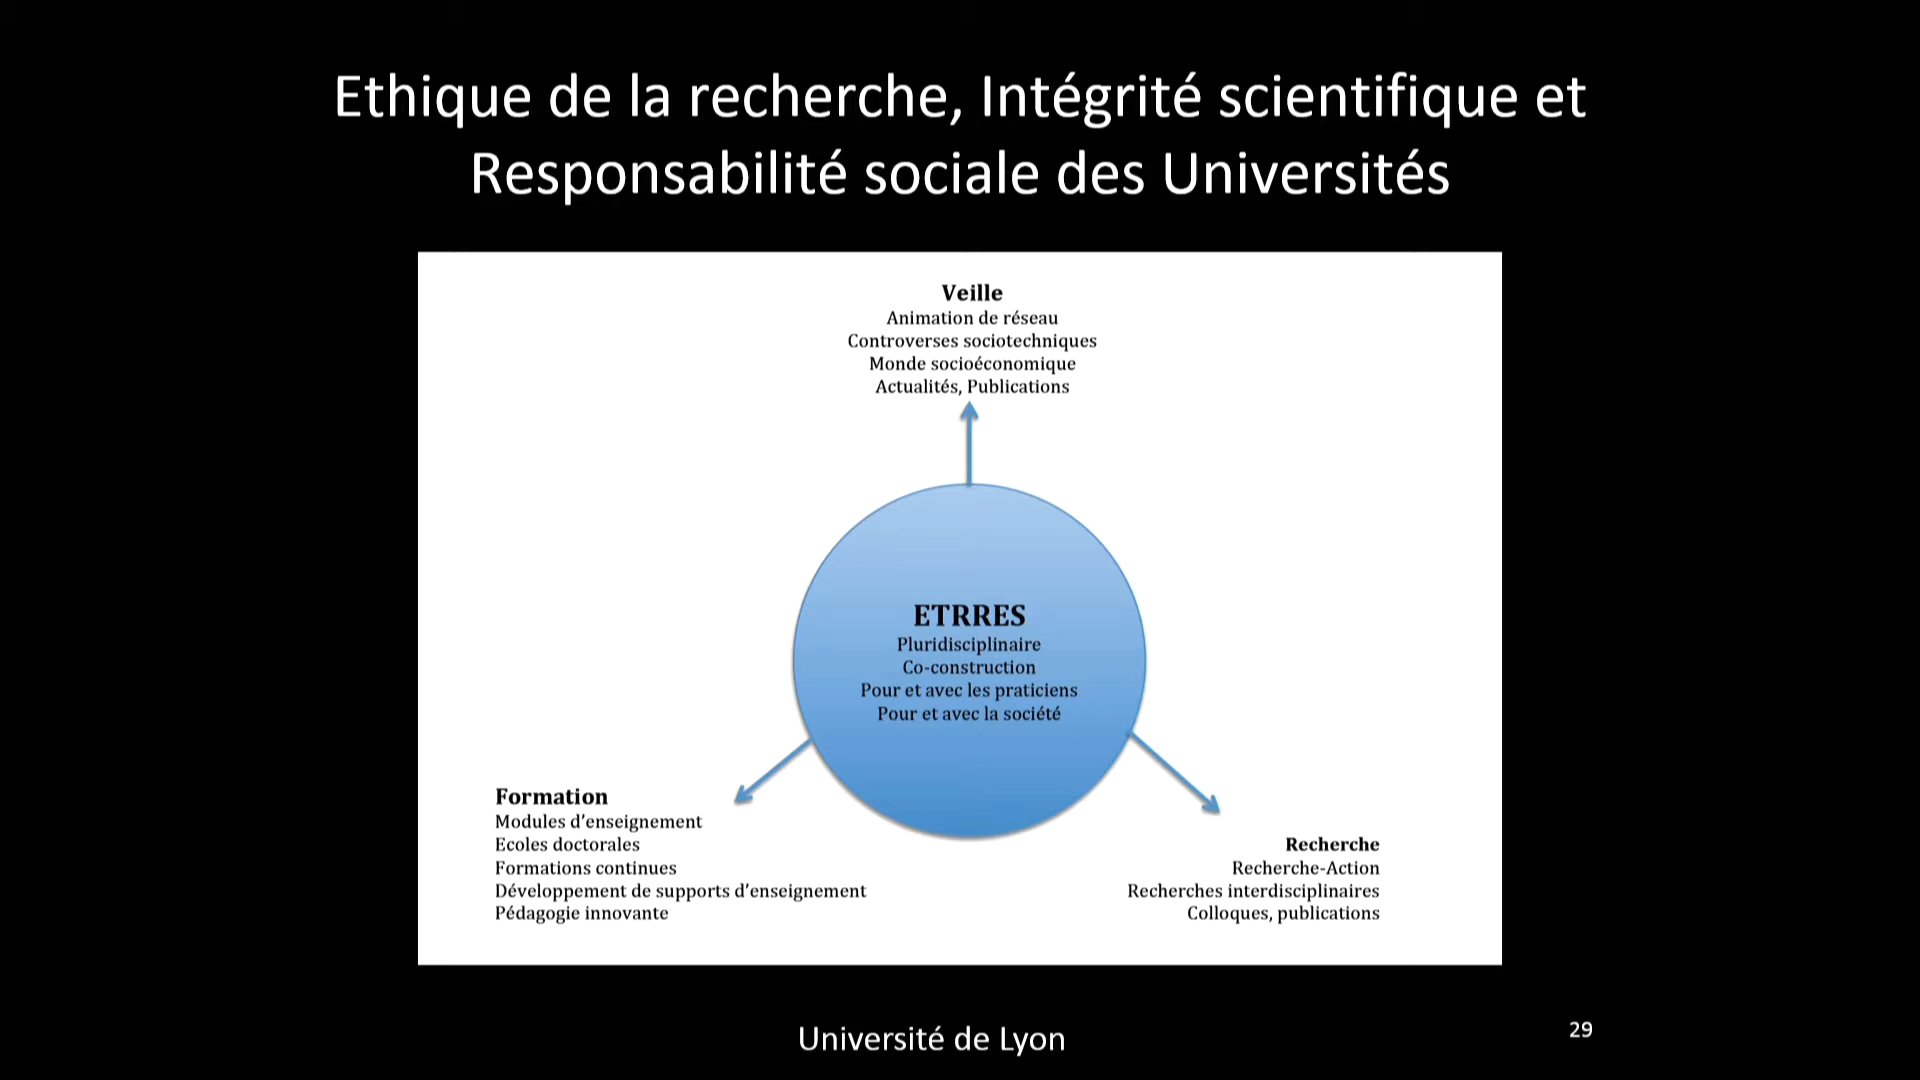 Ethique de la recherche, Intégrité scientifique et
Responsabilité sociale des Universités
Veille
Animation de réseau
Controverses sociotechniques
Monde socioéconomique
Actualités, Publications
ETRRES
Pluridisciplinaire
Co-construction
Pour et avec les praticiens
Pour et avec la société
Formation
Modules d’enseignement
Ecoles doctorales
Formations continues
Développement de supports d’enseignement
Pédagogie innovante
Recherche
Recherche-Action
Recherches interdisciplinaires
Colloques, publications
Université de Lyon
29